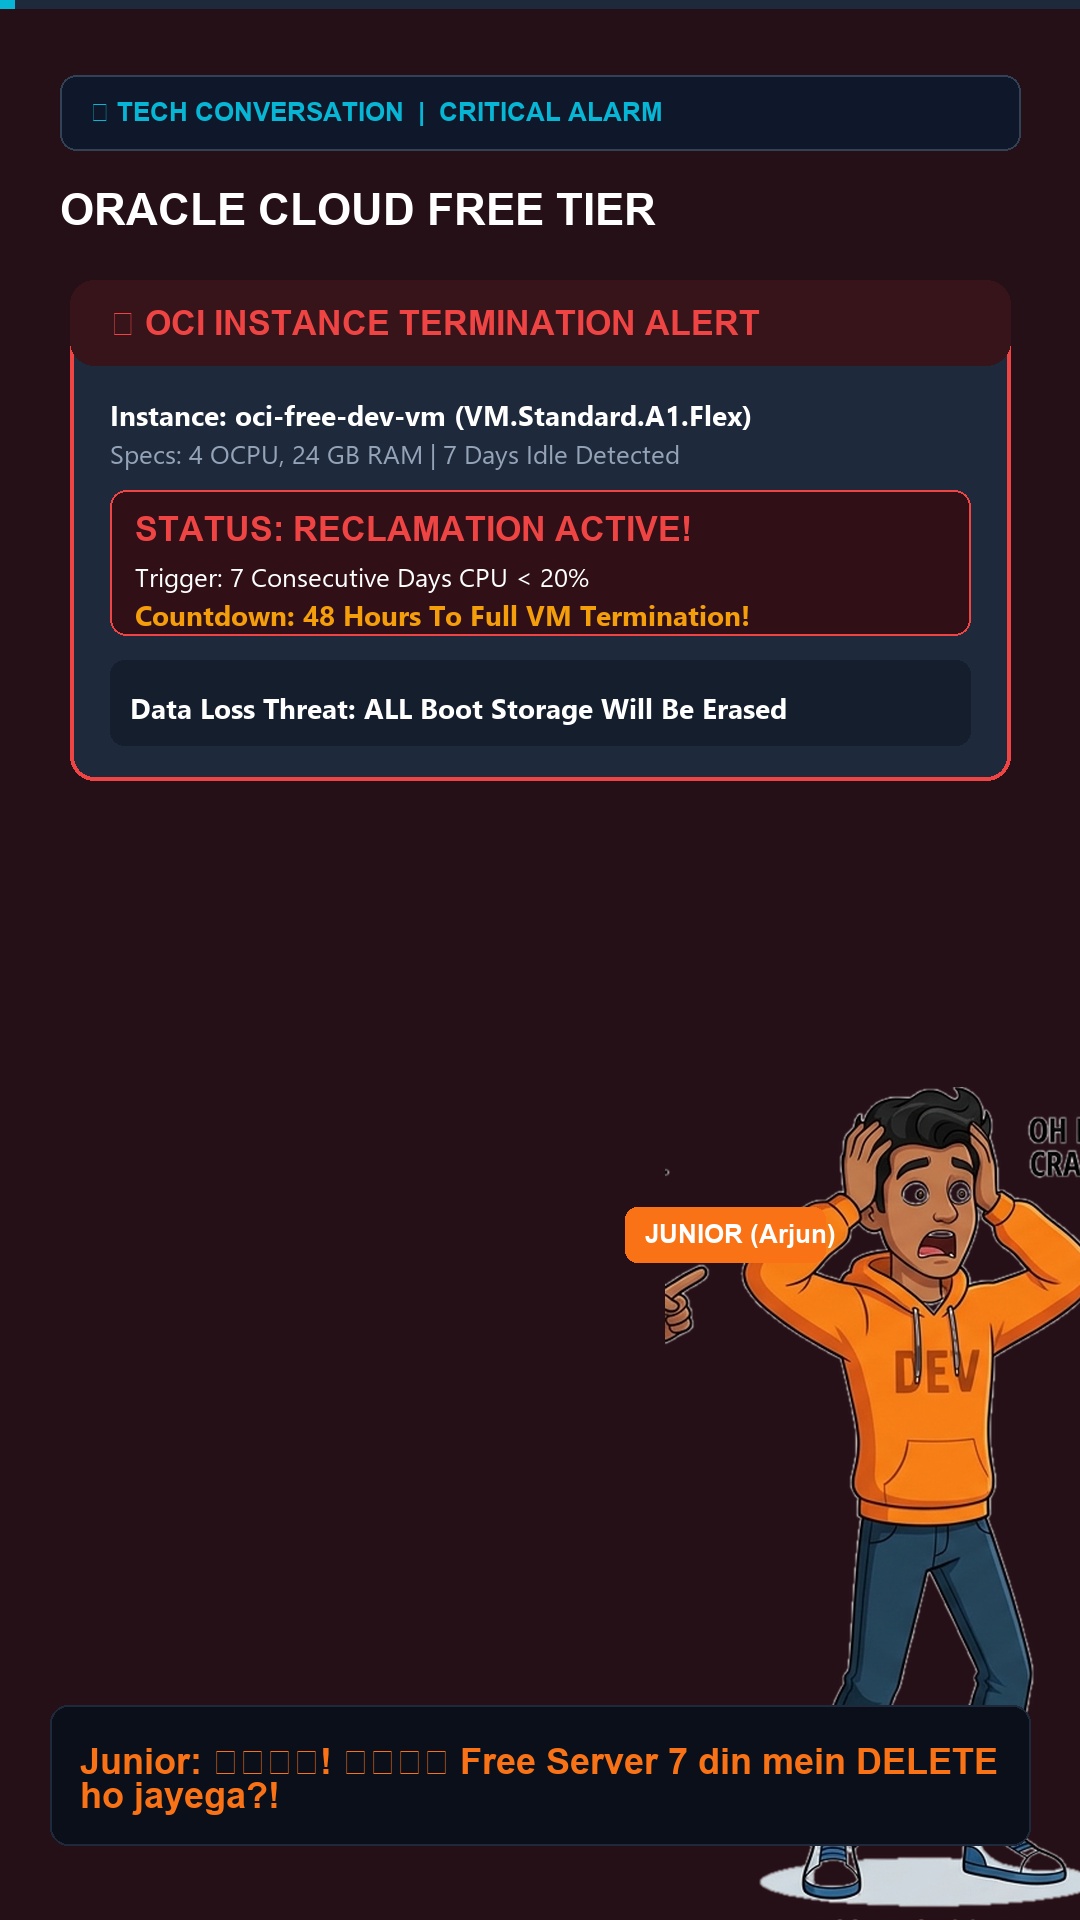 TECH CONVERSATION | CRITICAL ALARM
ORACLE CLOUD FREE TIER
OCI INSTANCE TERMINATION ALERT
Instance: oci-free-dev-vm (VM.Standard.A1.Flex)
Specs: 4 OCPU, 24 GB RAM | 7 Days Idle Detected
STATUS: RECLAMATION ACTIVE!
Trigger: 7 Consecutive Days CPU < 20%
Countdown: 48 Hours To Full VM Termination!
Data Loss Threat: ALL Boot Storage Will Be Erased
OH
CRA
JUNIOR (Arjun)
DEV
Junior: □□□□! □□□□ Free Server 7 din mein DELETE
ho jayega?!